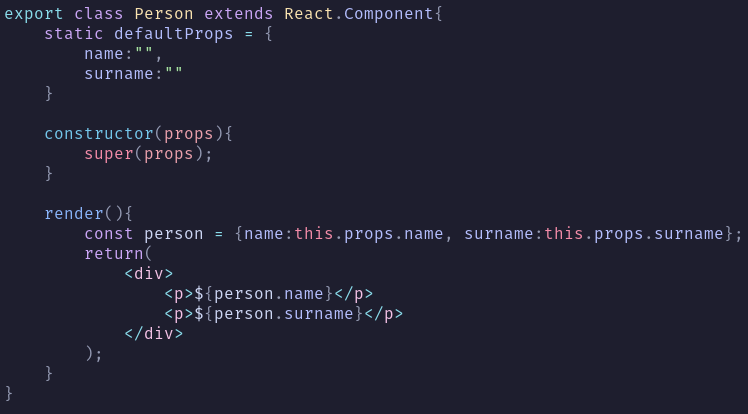 export class Person extends React.Component{
    static defaultProps = {
        name:"",
        surname:""
    }

    constructor(props){
        super(props);
    }

    render(){
        const person = {name:this.props.name, surname:this.props.surname};
        return(
            <div>
                <p>${person.name}</p>
                <p>${person.surname}</p>
            </div>
        );
    }
}